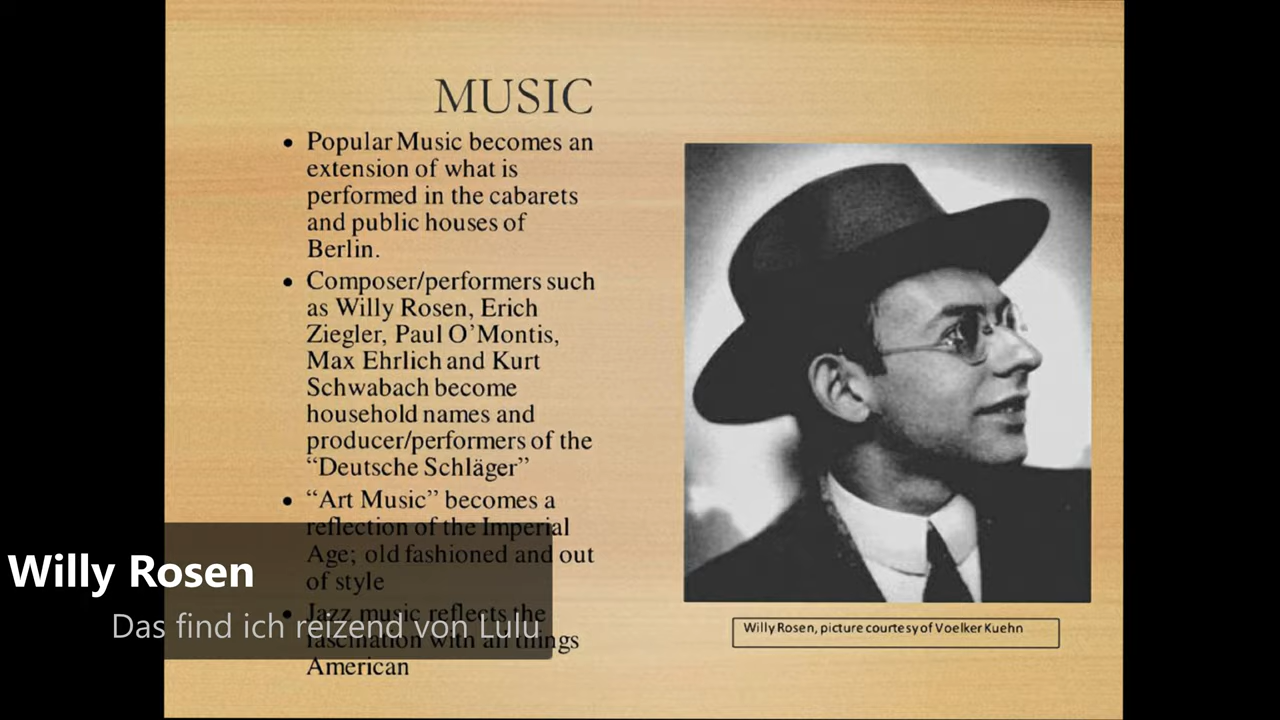 MUSIC
• Popular Music becomes an
extension of what is
performed in the cabarets
and public houses of
Berlin.
• Composer/performers such
as Willy Rosen, Erich
Ziegler, Paul O’Montis,
Max Ehrlich and Kurt
Schwabach become
household names and
producer/performers of the
“Deutsche Schläger”
• “Art Music” becomes a
reflection of the Imperial
Age; old fashioned and out
of style
• Jazz music reflects the
fascination with all things
American
Willy Rosen, picture courtesy of Voelker Kuehn
Willy Rosen
Das find ich reizend von Lulu